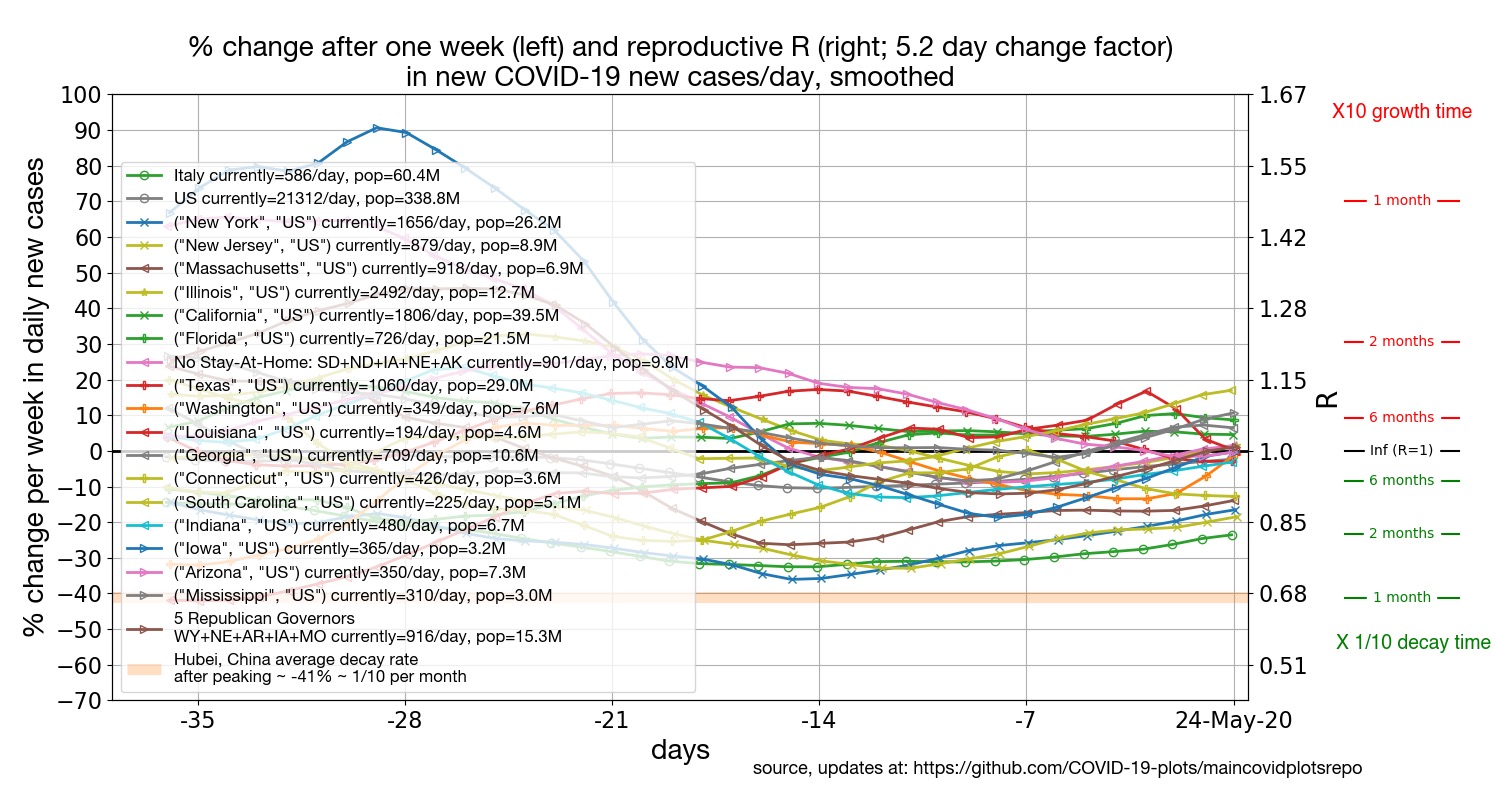 % change after one week (left) and reproductive R (right; 5.2 day change factor)
in new COVID-19 new cases/day, smoothed
% change per week in daily new cases
100
90
80
70
60
50
40
30
20
10
0
−10
−20
−30
−40
−50
−60
−70
Italy currently=586/day, pop=60.4M
US currently=21312/day, pop=338.8M
("New York", "US") currently=1656/day, pop=26.2M
("New Jersey", "US") currently=879/day, pop=8.9M
("Massachusetts", "US") currently=918/day, pop=6.9M
("Illinois", "US") currently=2492/day, pop=12.7M
("California", "US") currently=1806/day, pop=39.5M
("Florida", "US") currently=726/day, pop=21.5M
No Stay-At-Home: SD+ND+IA+NE+AK currently=901/day, pop=9.8M
("Texas", "US") currently=1060/day, pop=29.0M
("Washington", "US") currently=349/day, pop=7.6M
("Louisiana", "US") currently=194/day, pop=4.6M
("Georgia", "US") currently=709/day, pop=10.6M
("Connecticut", "US") currently=426/day, pop=3.6M
("South Carolina", "US") currently=225/day, pop=5.1M
("Indiana", "US") currently=480/day, pop=6.7M
("Iowa", "US") currently=365/day, pop=3.2M
("Arizona", "US") currently=350/day, pop=7.3M
("Mississippi", "US") currently=310/day, pop=3.0M
5 Republican Governors
WY+NE+AR+IA+MO currently=916/day, pop=15.3M
Hubei, China average decay rate
after peaking ~ -41% ~ 1/10 per month
-35
-28
-21
-14
-7
24-May-20
days
1.67
1.55
1.42
1.28
1.15
1.0
0.85
0.68
0.51
R
X10 growth time
1 month
2 months
6 months
Inf (R=1)
6 months
2 months
1 month
X 1/10 decay time
source, updates at: https://github.com/COVID-19-plots/maincovidplotsrepo